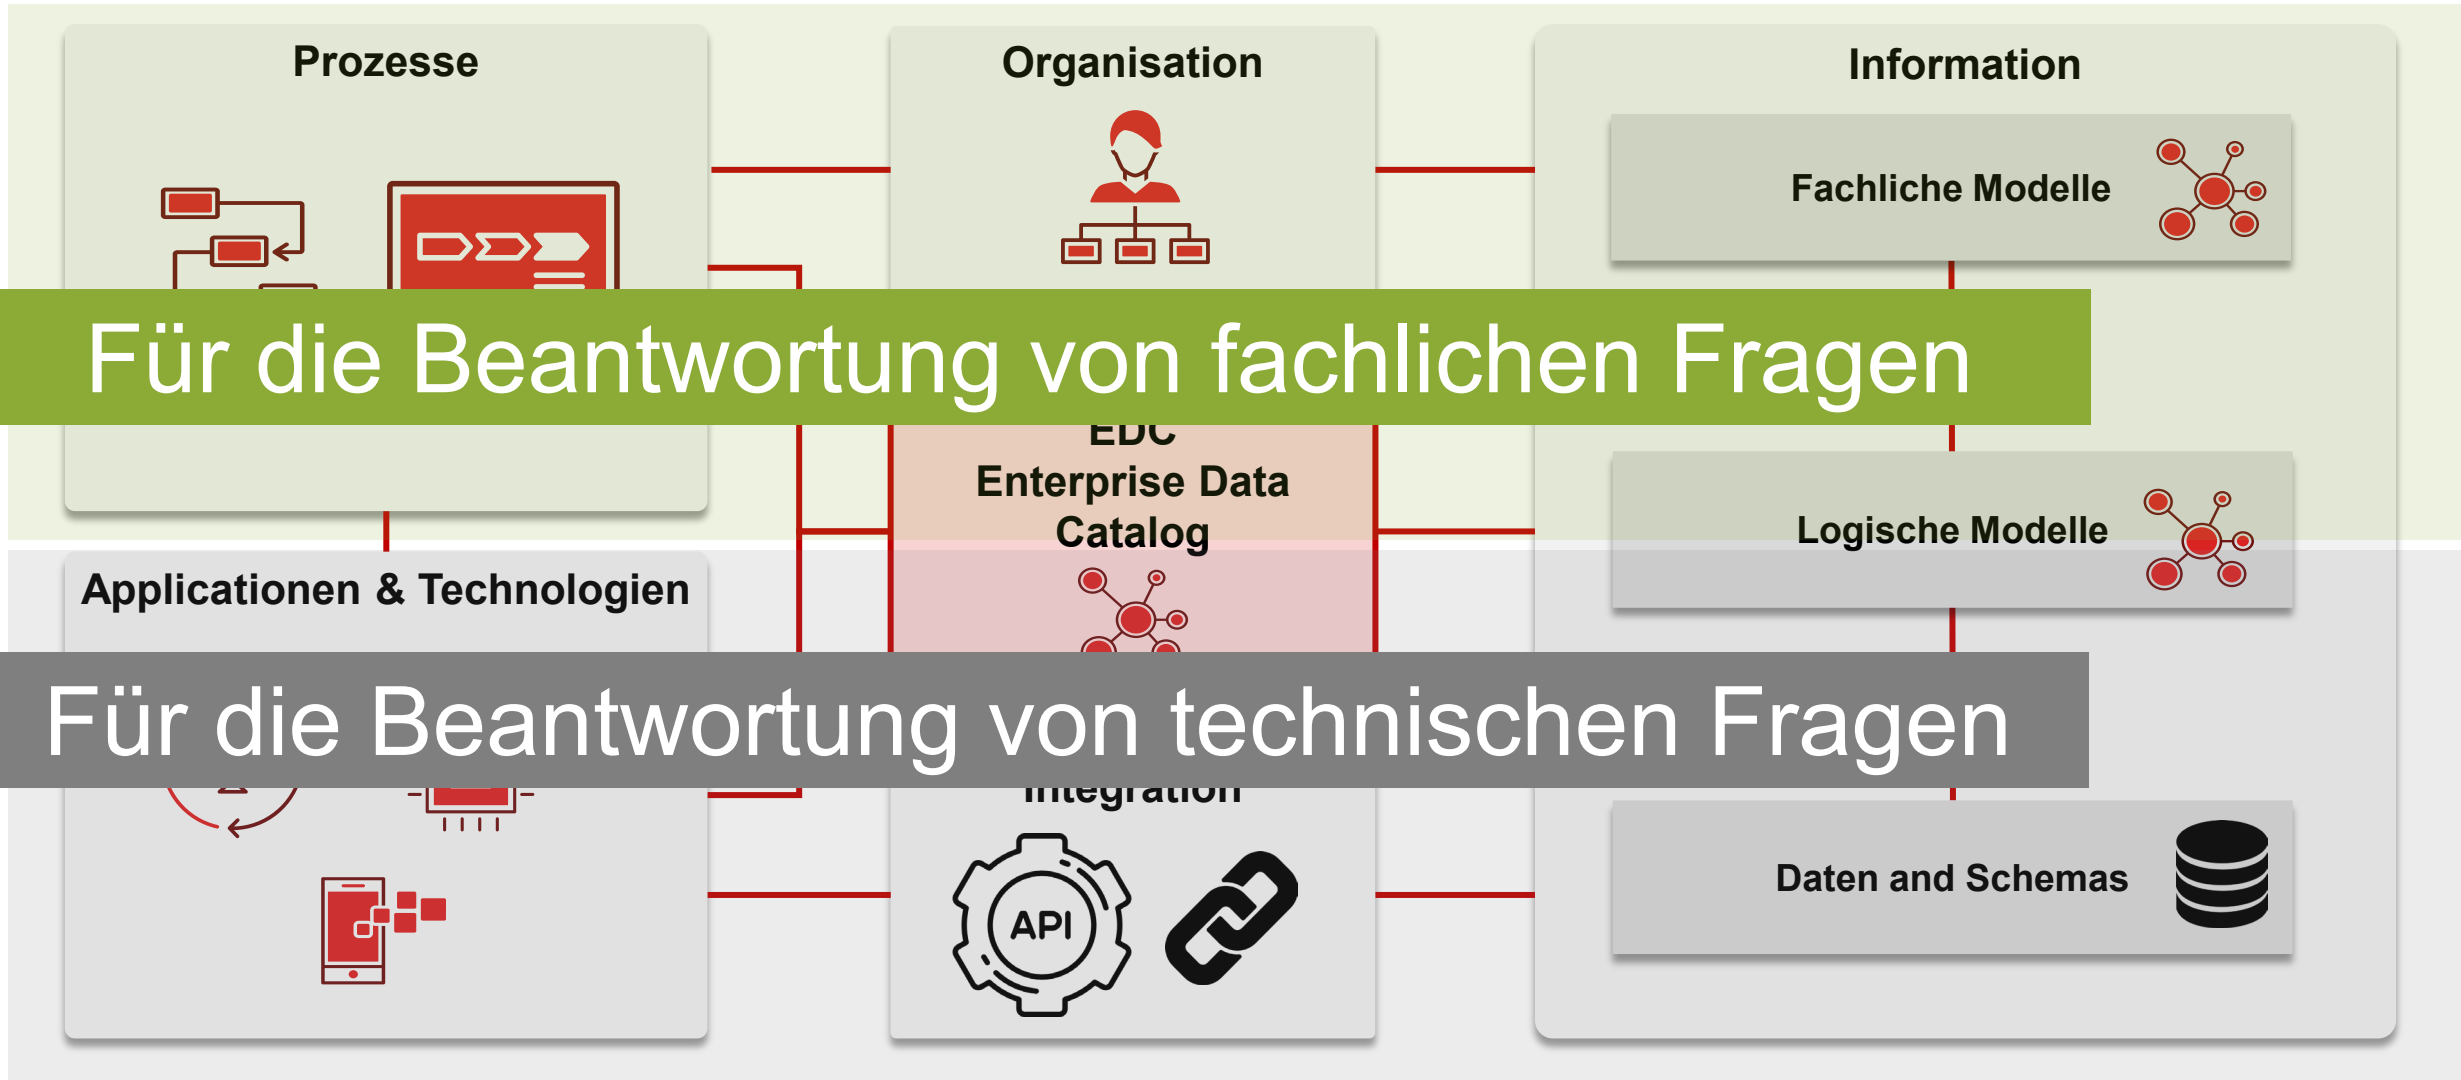 Prozesse
Organisation
Information
Fachliche Modelle
Für die Beantwortung von fachlichen Fragen
EDC
Enterprise Data
Catalog
Logische Modelle
Applicationen & Technologien
Für die Beantwortung von technischen Fragen
Integration
Daten and Schemas
API